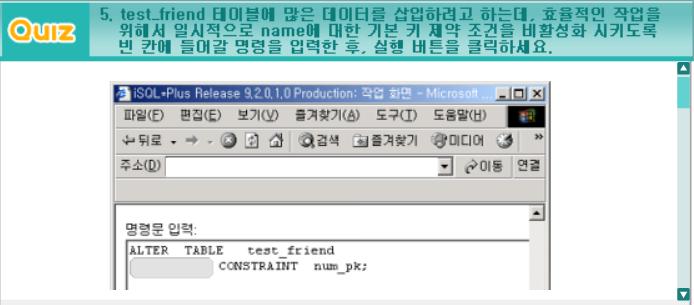 Quiz
5. test_friend 테이블에 많은 데이터를 삽입하려고 하는데, 효율적인 작업을
위해서 일시적으로 name에 대한 기본 키 제약 조건을 비활성화 시키도록
빈 칸에 들어갈 명령을 입력한 후, 실행 버튼을 클릭하세요.
iSQL*Plus Release 9,2,0,1,0 Production: 작업 화면 - Microsoft ...
파일(F) 편집(E) 보기(V) 즐겨찾기(A) 도구(T) 도움말(H)
뒤로 검색 즐겨찾기 미디어 »
주소(D) 이동 연결
명령문 입력:
ALTER TABLE test_friend
CONSTRAINT num_pk;